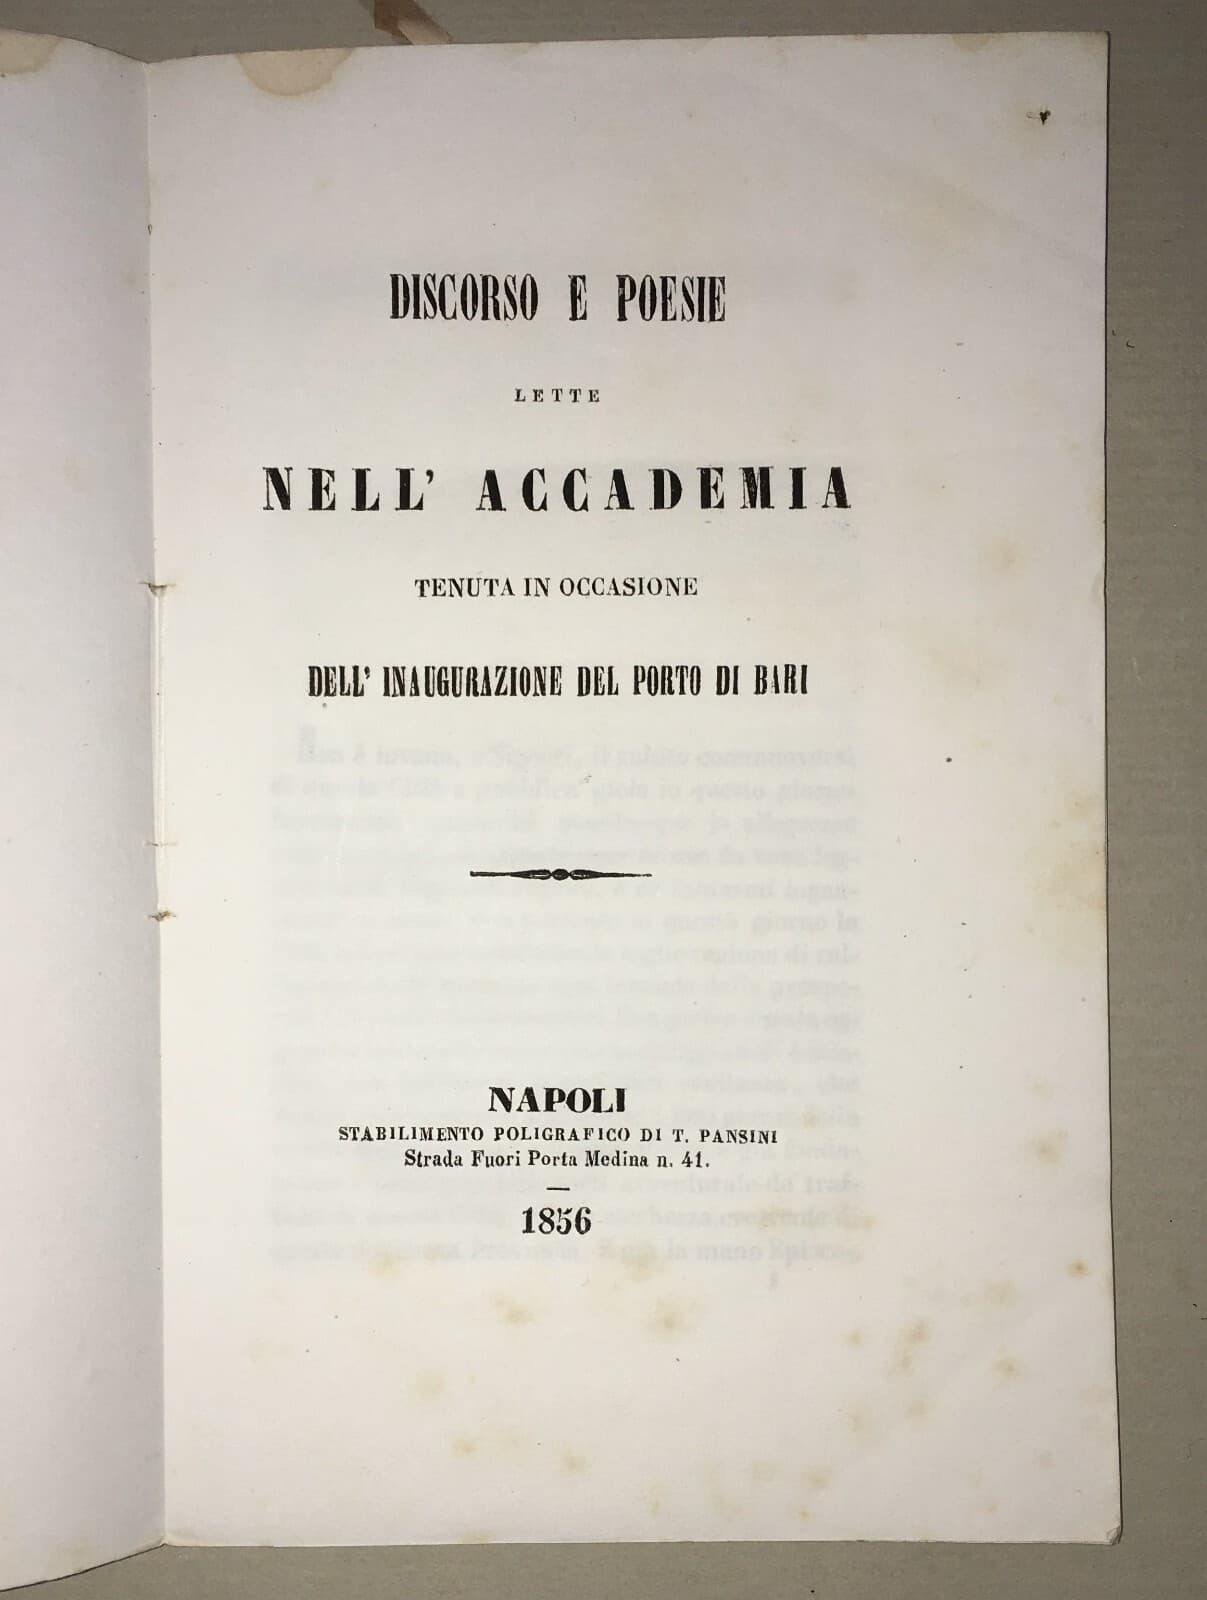 DISCORSO E POESIE
LETTE
NELL' ACCADEMIA
TENUTA IN OCCASIONE
DELL' INAUGURAZIONE DEL PORTO DI BARI
NAPOLI
STABILIMENTO POLIGRAFICO DI T. PANSINI
Strada Fuori Porta Medina n. 41.
1856